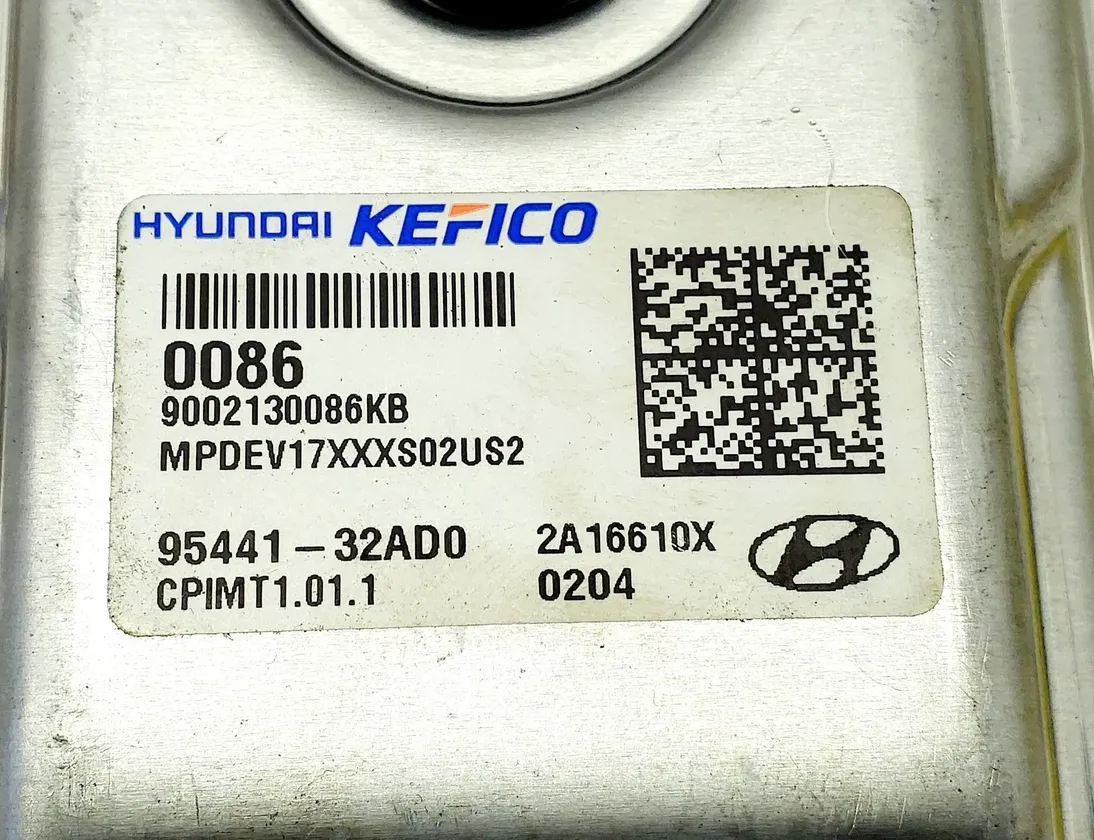 HYUNDAI KEFICO
0086
9002130086KB
MPDEV17XXXS02US2
95441-32AD0 2A16610X
CPIMT1.01.1 0204